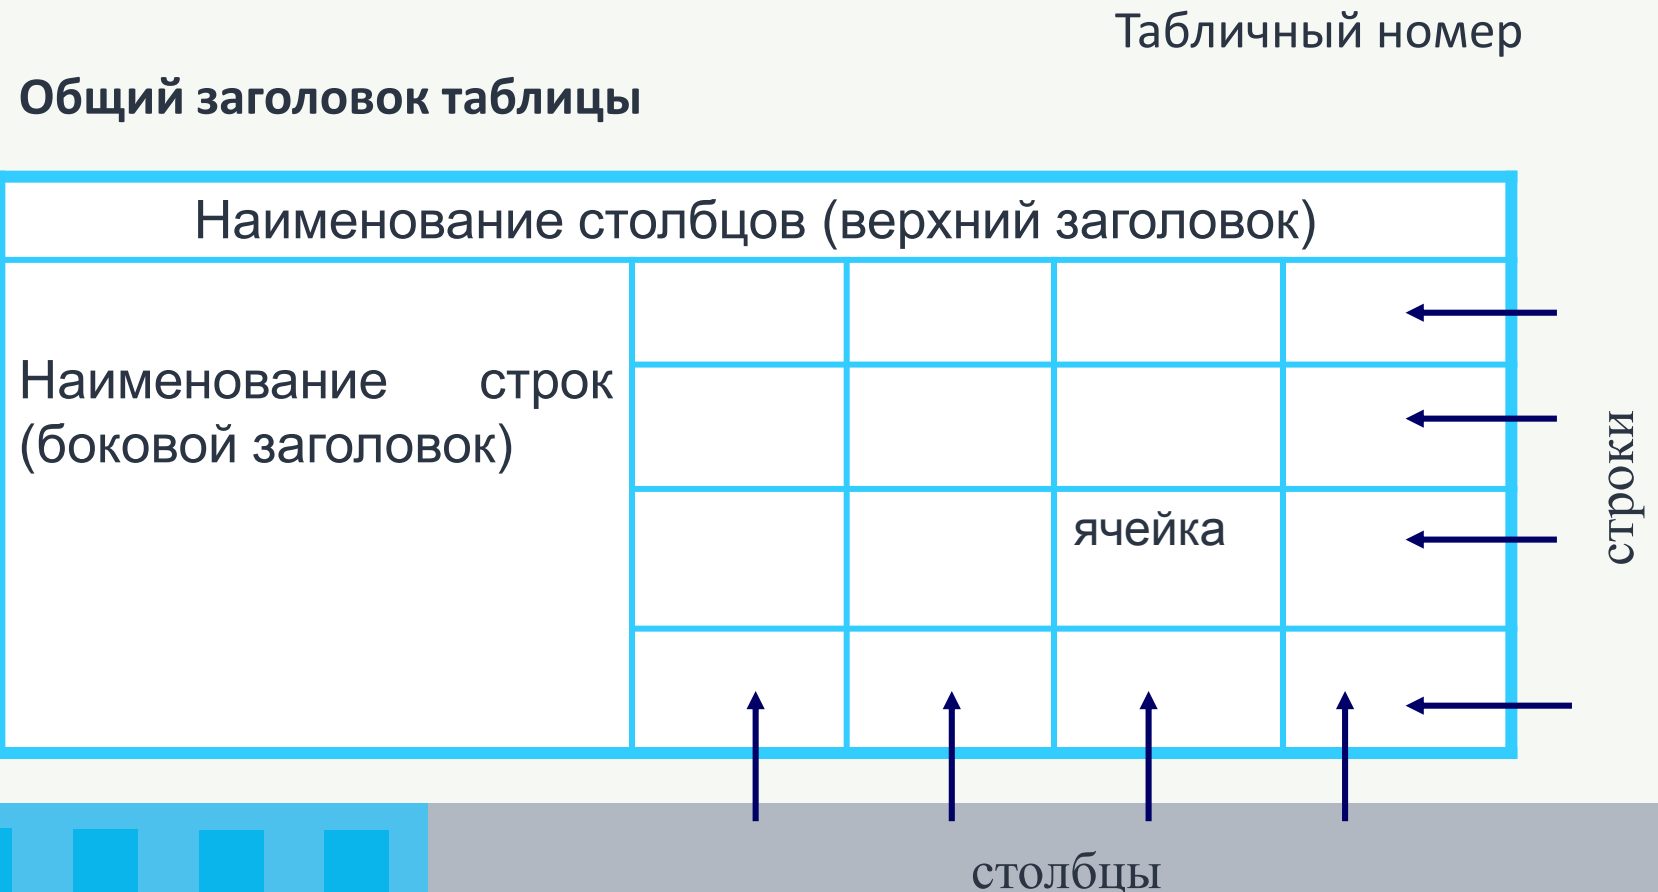 Табличный номер
Общий заголовок таблицы
Наименование столбцов (верхний заголовок)
Наименование строк
(боковой заголовок)
ячейка
строки
столбцы